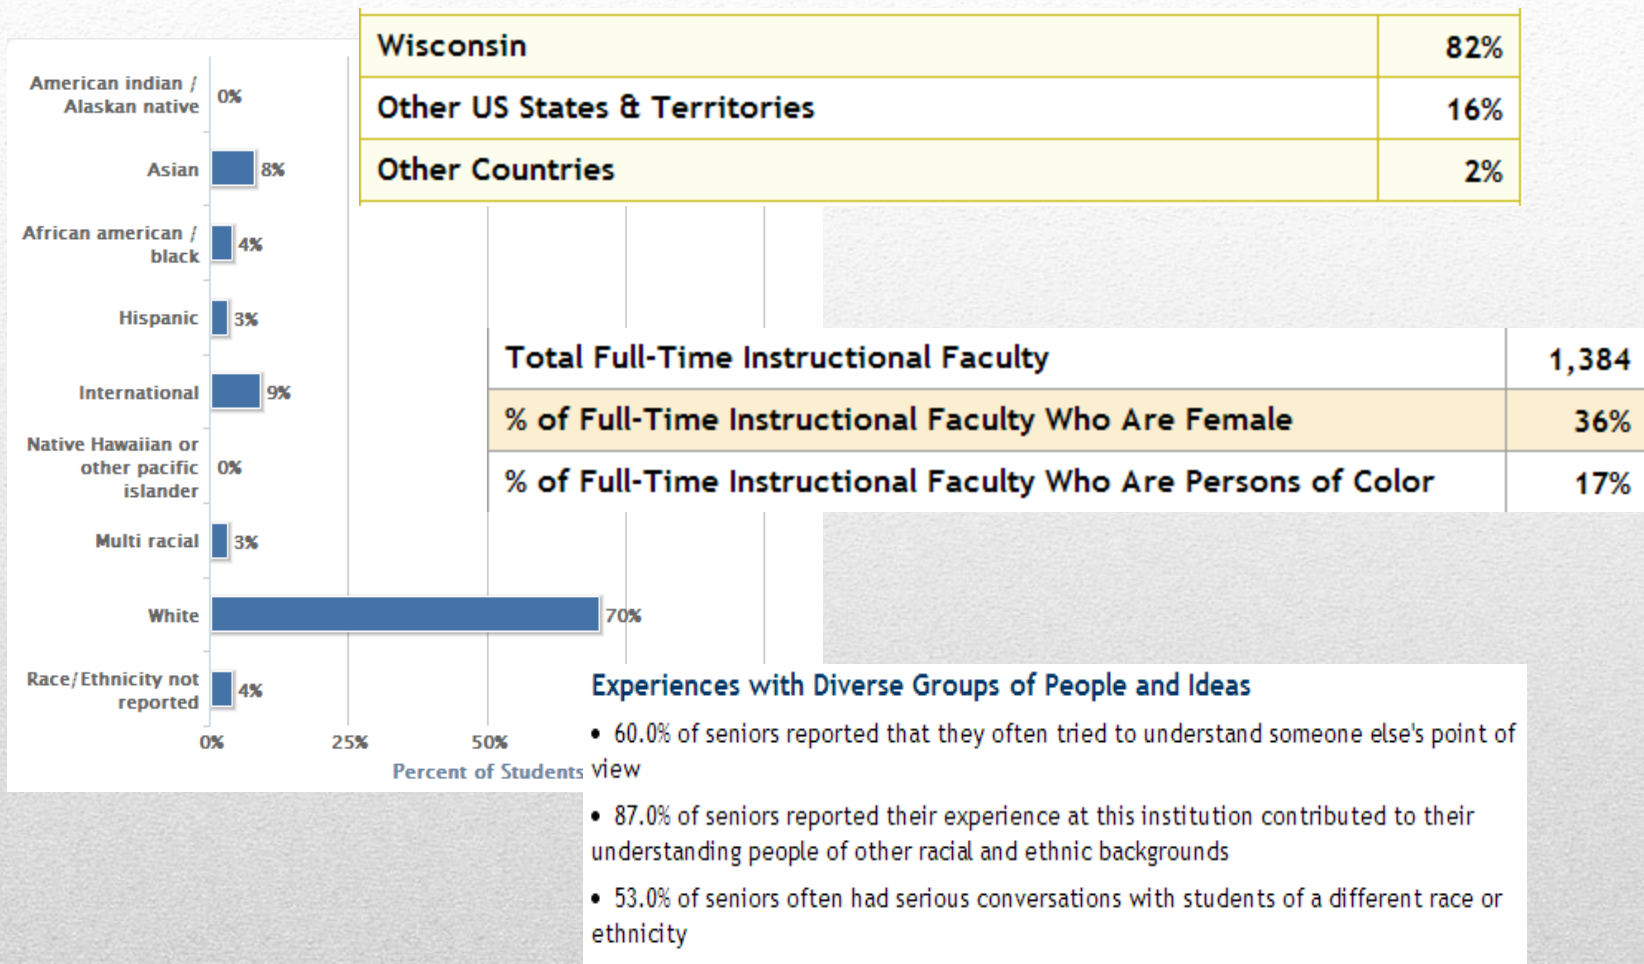 American indian /
Alaskan native
0%
Asian
8%
African american /
black
4%
Hispanic
3%
International
9%
Native Hawaiian or
other pacific
islander
0%
Multi racial
3%
White
70%
Race/Ethnicity not
reported
4%
0% 25% 50%
Percent of Students
Wisconsin 82%
Other US States & Territories 16%
Other Countries 2%
Total Full-Time Instructional Faculty 1,384
% of Full-Time Instructional Faculty Who Are Female 36%
% of Full-Time Instructional Faculty Who Are Persons of Color 17%
Experiences with Diverse Groups of People and Ideas
• 60.0% of seniors reported that they often tried to understand someone else's point of
view
• 87.0% of seniors reported their experience at this institution contributed to their
understanding people of other racial and ethnic backgrounds
• 53.0% of seniors often had serious conversations with students of a different race or
ethnicity